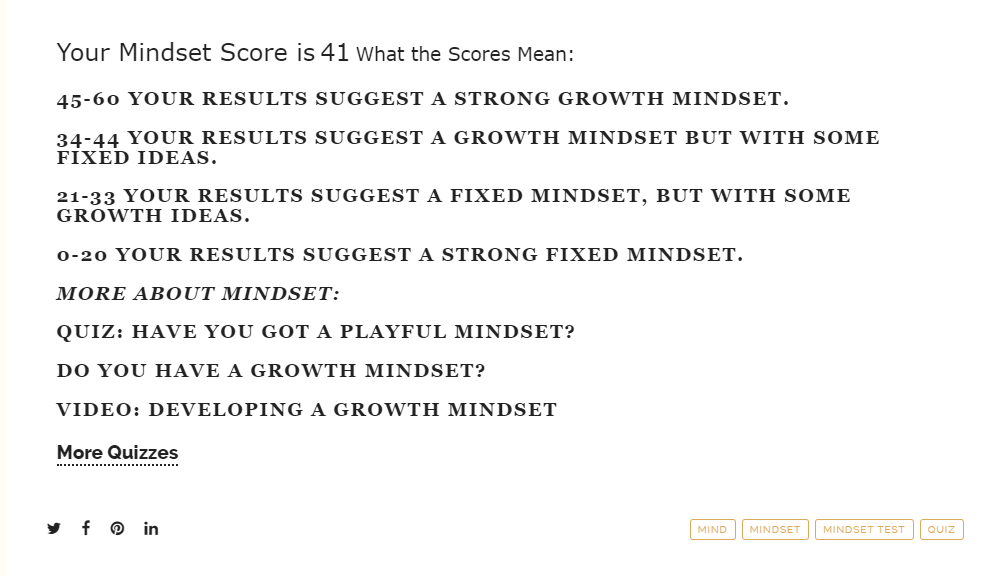 Your Mindset Score is 41 What the Scores Mean:
45-60 YOUR RESULTS SUGGEST A STRONG GROWTH MINDSET.
34-44 YOUR RESULTS SUGGEST A GROWTH MINDSET BUT WITH SOME
FIXED IDEAS.
21-33 YOUR RESULTS SUGGEST A FIXED MINDSET, BUT WITH SOME
GROWTH IDEAS.
0-20 YOUR RESULTS SUGGEST A STRONG FIXED MINDSET.
MORE ABOUT MINDSET:
QUIZ: HAVE YOU GOT A PLAYFUL MINDSET?
DO YOU HAVE A GROWTH MINDSET?
VIDEO: DEVELOPING A GROWTH MINDSET
More Quizzes
MIND MINDSET MINDSET TEST QUIZ